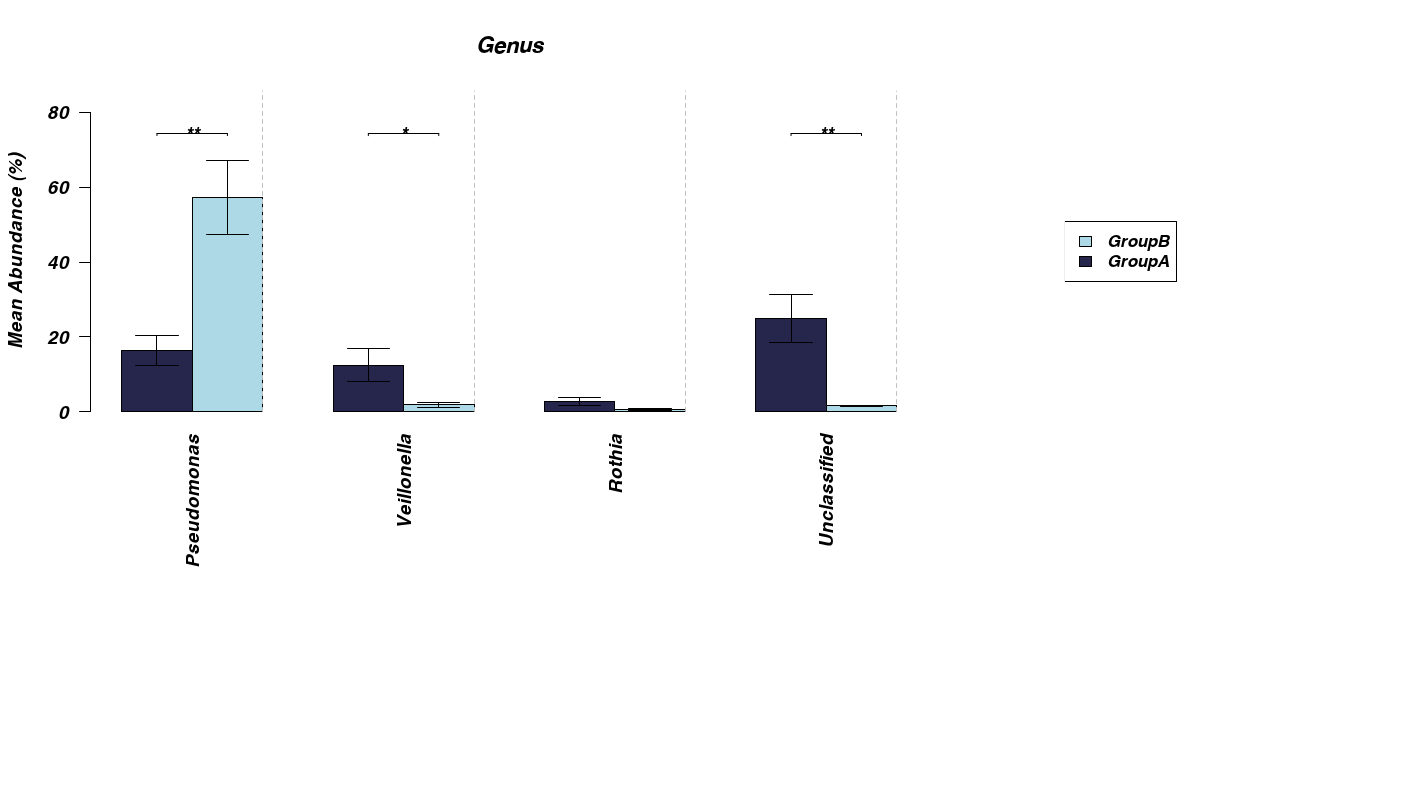 Genus
Mean Abundance (%)
80
60
40
20
0
**
*
**
Pseudomonas
Veillonella
Rothia
Unclassified
GroupB
GroupA